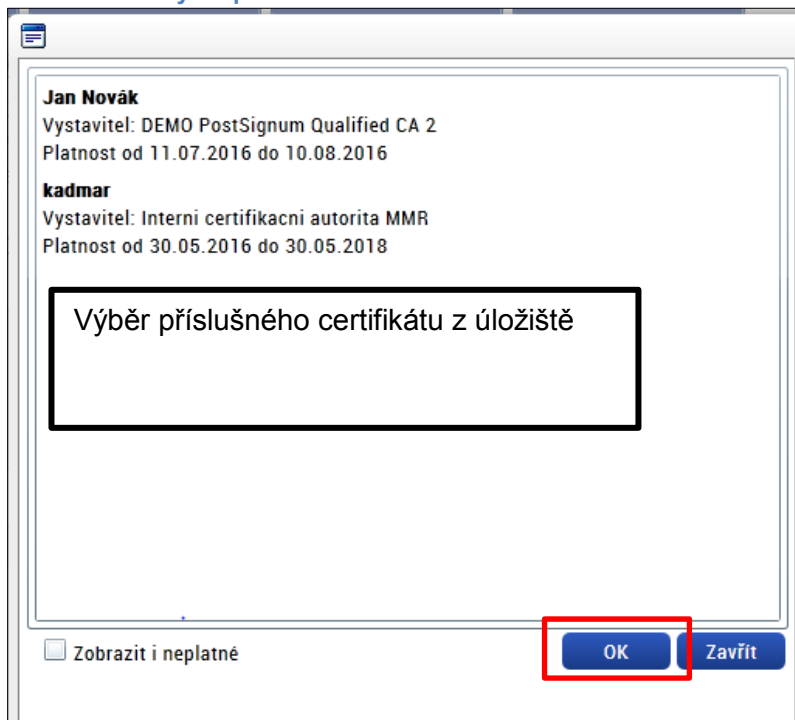 Jan Novák
Vystavitel: DEMO PostSignum Qualified CA 2
Platnost od 11.07.2016 do 10.08.2016
kadmar
Vystavitel: Interni certifikacni autorita MMR
Platnost od 30.05.2016 do 30.05.2018
Výběr příslušného certifikátu z úložiště
Zobrazit i neplatné
OK
Zavřít